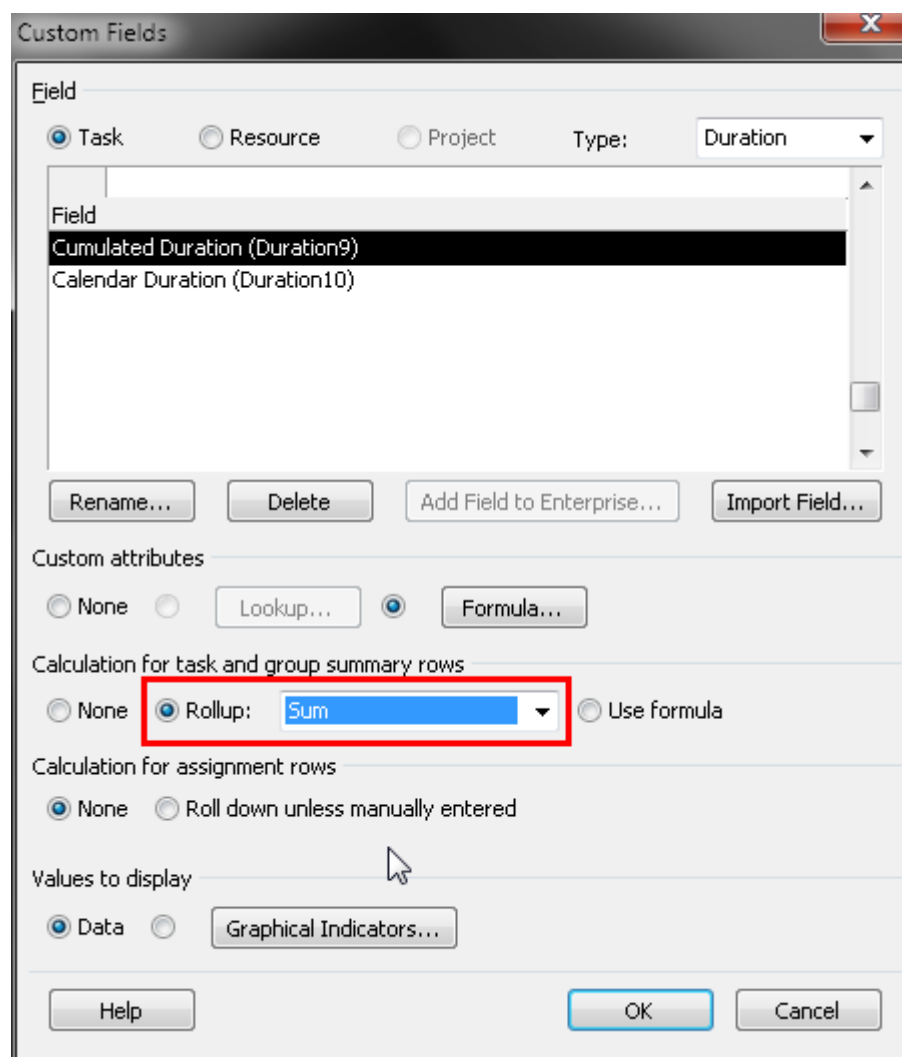 Custom Fields
Field
Task Resource Project Type: Duration
Field
Cumulated Duration (Duration9)
Calendar Duration (Duration10)
Rename... Delete Add Field to Enterprise... Import Field...
Custom attributes
None Lookup... Formula...
Calculation for task and group summary rows
None Rollup: Sum Use formula
Calculation for assignment rows
None Roll down unless manually entered
Values to display
Data Graphical Indicators...
Help OK Cancel